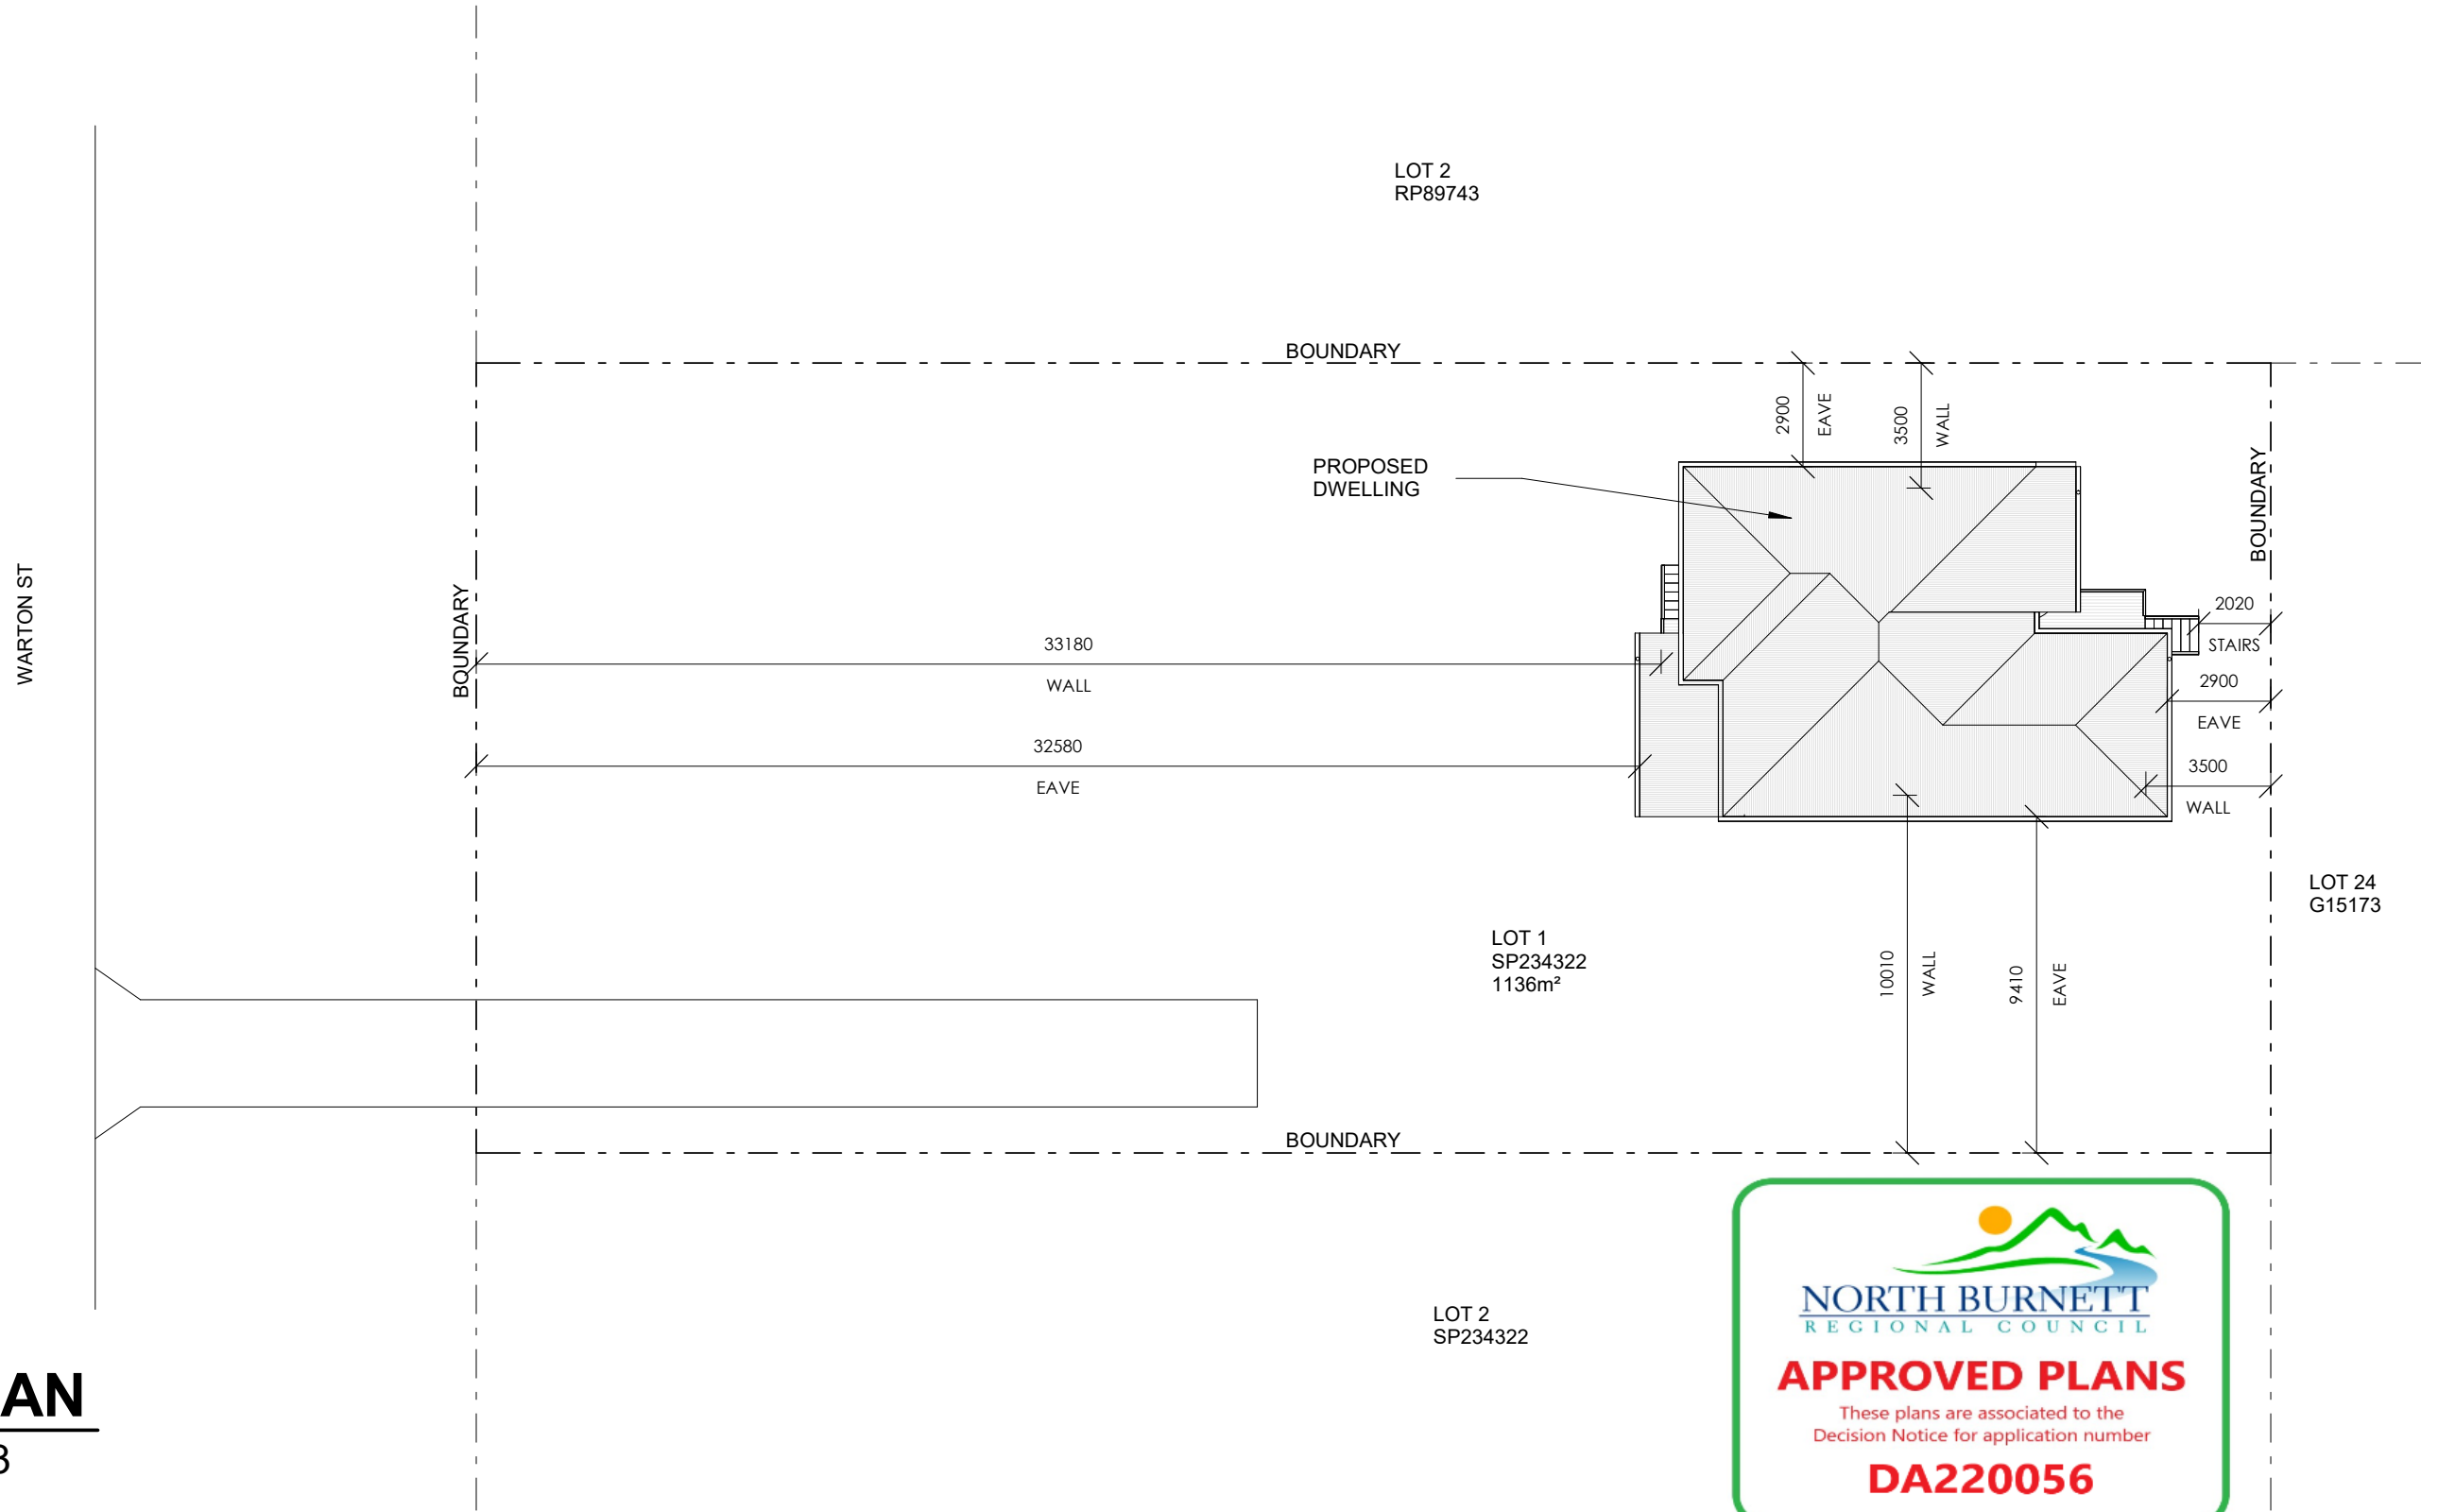 LOT 2
RP89743
BOUNDARY
2900
EAVE
3500
WALL
PROPOSED
DWELLING
BOUNDARY
WARTON ST
BOUNDARY
33180
WALL
2020
STAIRS
2900
EAVE
32580
EAVE
3500
WALL
LOT 24
G15173
LOT 1
SP234322
1136m²
10010
WALL
9410
EAVE
BOUNDARY
LOT 2
SP234322
NORTH BURNETT
REGIONAL COUNCIL
APPROVED PLANS
These plans are associated to the
Decision Notice for application number
DA220056
AN